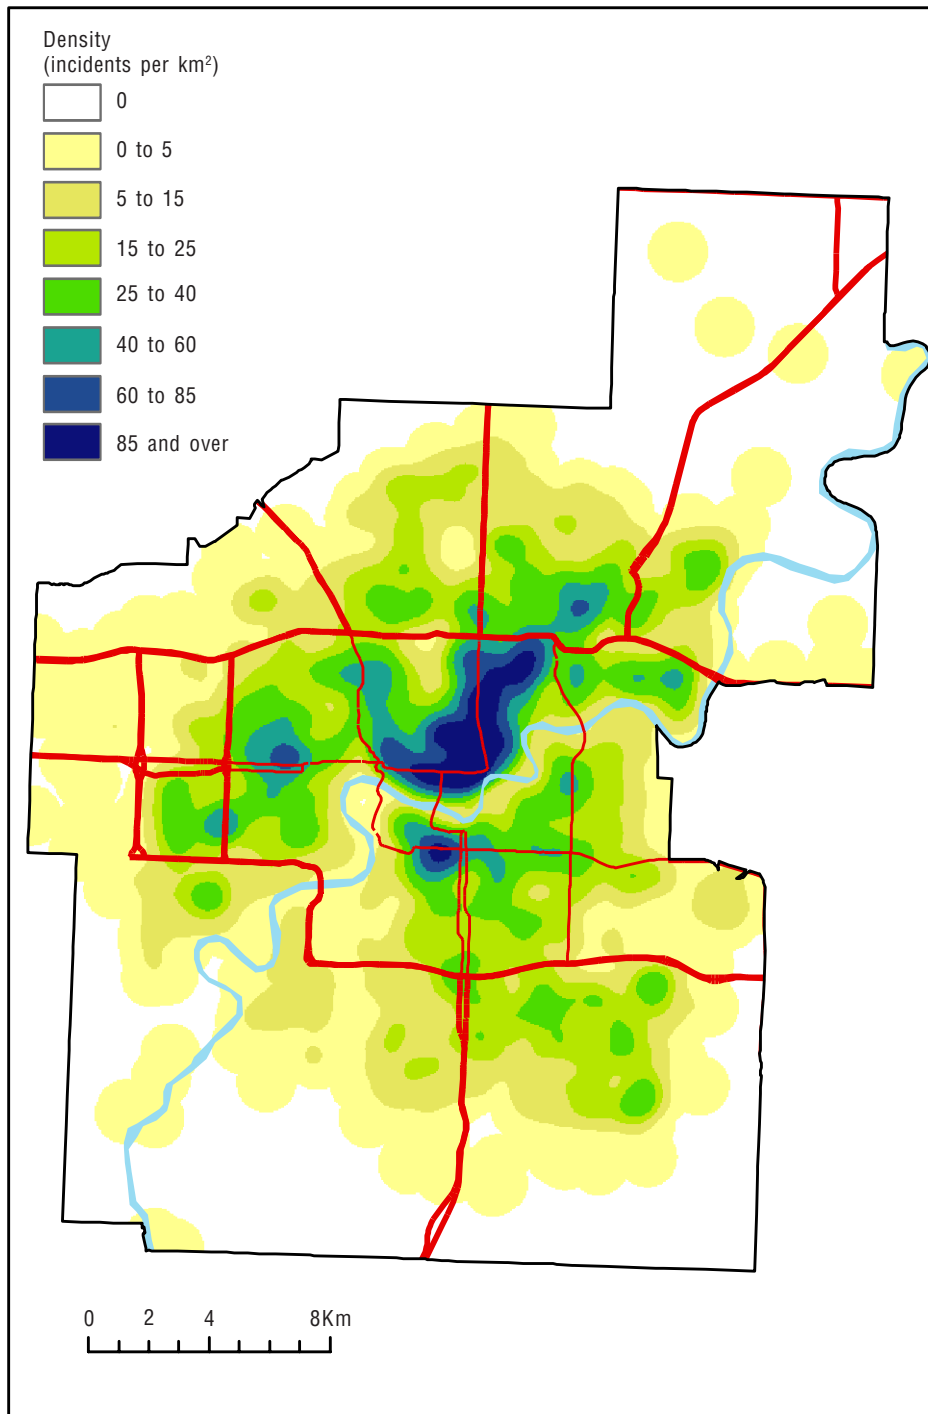 Density
(incidents per km²)
0
0 to 5
5 to 15
15 to 25
25 to 40
40 to 60
60 to 85
85 and over
0 2 4 8Km